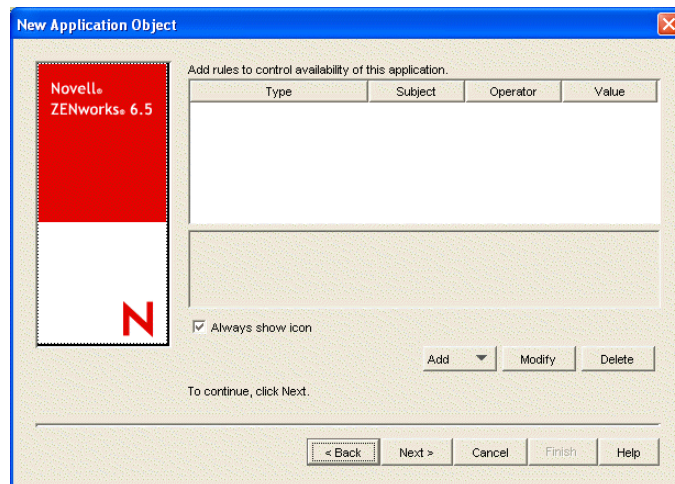 New Application Object
Novell®
ZENworks® 6.5
Add rules to control availability of this application.
Type Subject Operator Value
N
Always show icon
Add Modify Delete
To continue, click Next.
< Back Next > Cancel Finish Help